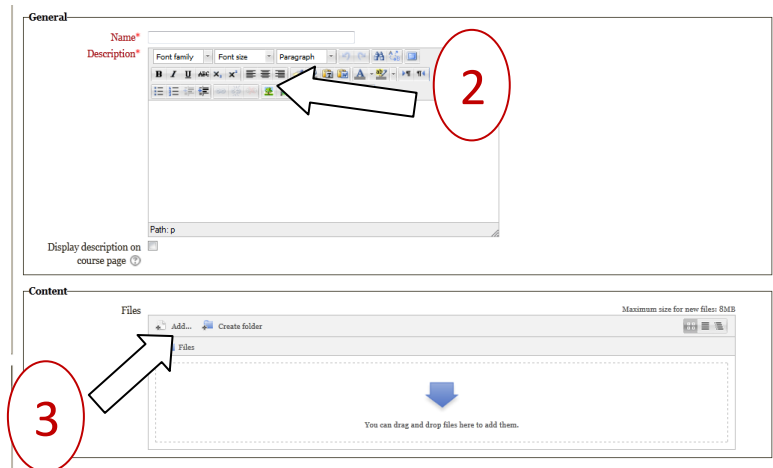 General
Name*
Description*
Font family Font size Paragraph
B I U ABC X₂ X² A ab
2
Path: p
Display description on
course page
Content
Files
Maximum size for new files: 8MB
Add... Create folder
Files
3
You can drag and drop files here to add them.